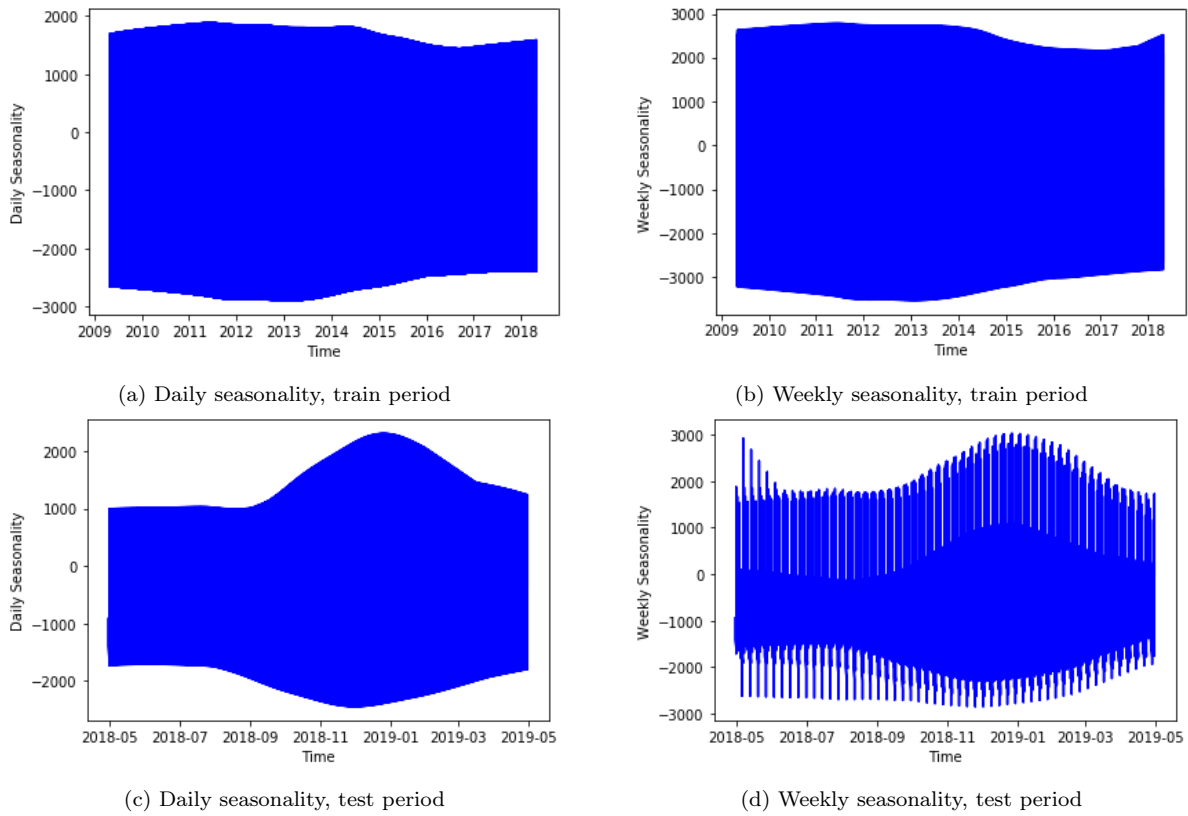 2000
1000
0
−1000
−2000
−3000
Daily Seasonality
2009 2010 2011 2012 2013 2014 2015 2016 2017 2018
Time
(a) Daily seasonality, train period
3000
2000
1000
0
−1000
−2000
−3000
Weekly Seasonality
2009 2010 2011 2012 2013 2014 2015 2016 2017 2018
Time
(b) Weekly seasonality, train period
2000
1000
0
−1000
−2000
Daily Seasonality
2018-05 2018-07 2018-09 2018-11 2019-01 2019-03 2019-05
Time
(c) Daily seasonality, test period
3000
2000
1000
0
−1000
−2000
−3000
Weekly Seasonality
2018-05 2018-07 2018-09 2018-11 2019-01 2019-03 2019-05
Time
(d) Weekly seasonality, test period